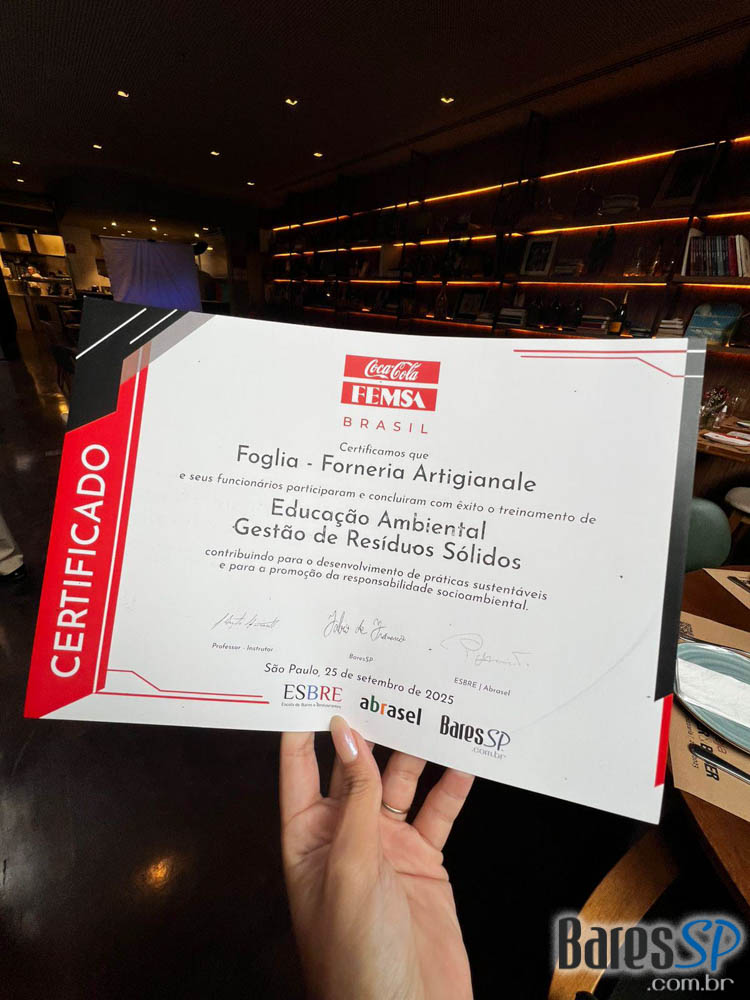 Coca-Cola
FEMSA
BRASIL
CERTIFICADO
Certificamos que
Foglia - Forneria Artigianale
e seus funcionários participaram e concluiram com êxito o treinamento de
Educação Ambiental
Gestão de Resíduos Sólidos
contribuindo para o desenvolvimento de práticas sustentáveis
e para a promoção da responsabilidade socioambiental.
Professor - Instrutor
BaresSP
ESBRE | Abrasel
São Paulo, 25 de setembro de 2025
ESBRE
Escola de Bares e Restaurantes
abrasel
BaresSP
.com.br
BaresSP
.com.br